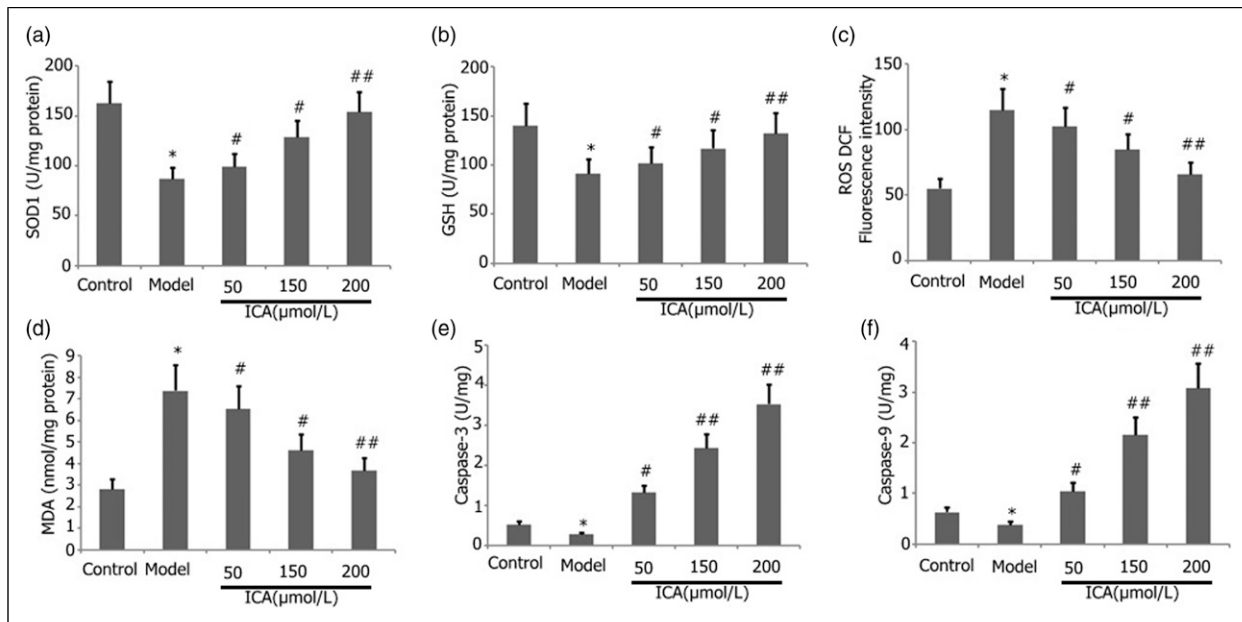 (a)
SOD1 (U/mg protein)
200
150
100
50
0
*
#
#
##
Control Model 50 150 200
ICA(µmol/L)
(b)
GSH (U/mg protein)
200
150
100
50
0
*
#
#
##
Control Model 50 150 200
ICA(µmol/L)
(c)
ROS DCF
Fluorescence intensity
150
100
50
0
*
#
#
##
Control Model 50 150 200
ICA(µmol/L)
(d)
MDA (nmol/mg protein)
9
8
7
6
5
4
3
2
1
0
*
#
#
##
Control Model 50 150 200
ICA(µmol/L)
(e)
Caspase-3 (U/mg)
5
4
3
2
1
0
*
#
##
##
Control Model 50 150 200
ICA(µmol/L)
(f)
Caspase-9 (U/mg)
4
3
2
1
0
*
#
##
##
Control Model 50 150 200
ICA(µmol/L)